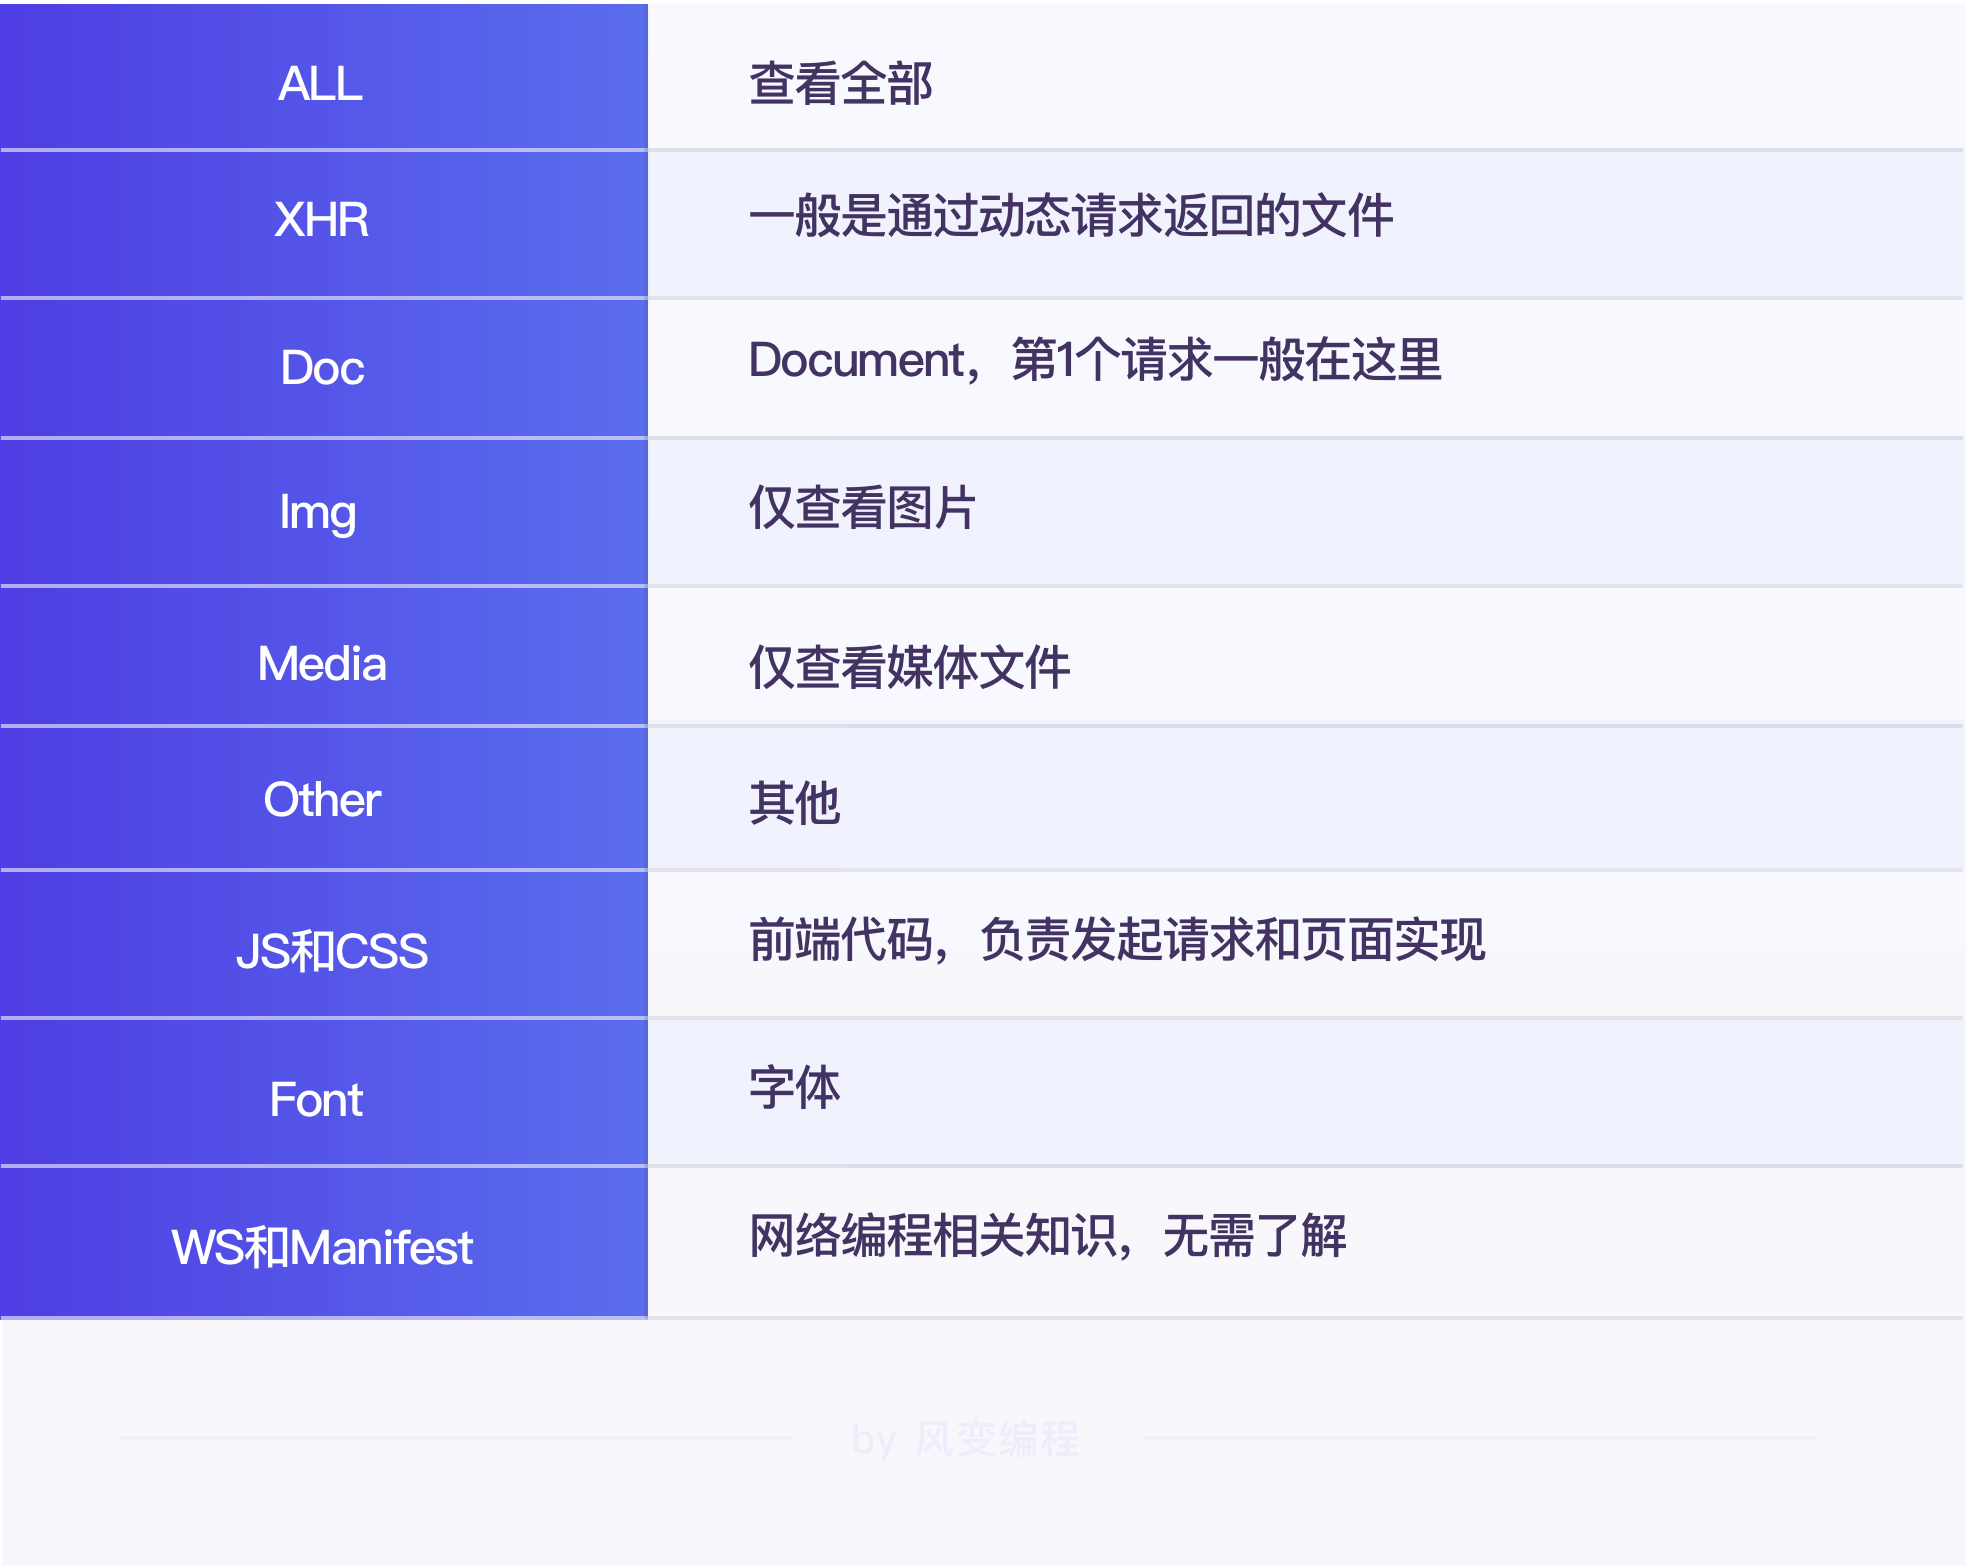 ALL 查看全部
XHR 一般是通过动态请求返回的文件
Doc Document，第1个请求一般在这里
Img 仅查看图片
Media 仅查看媒体文件
Other 其他
JS和CSS 前端代码，负责发起请求和页面实现
Font 字体
WS和Manifest 网络编程相关知识，无需了解
by 风变编程